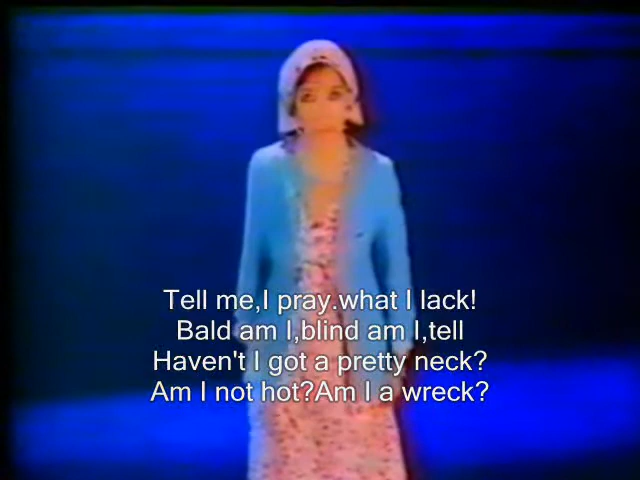 Tell me,I pray.what I lack!
Bald am I,blind am I,tell
Haven't I got a pretty neck?
Am I not hot?Am I a wreck?